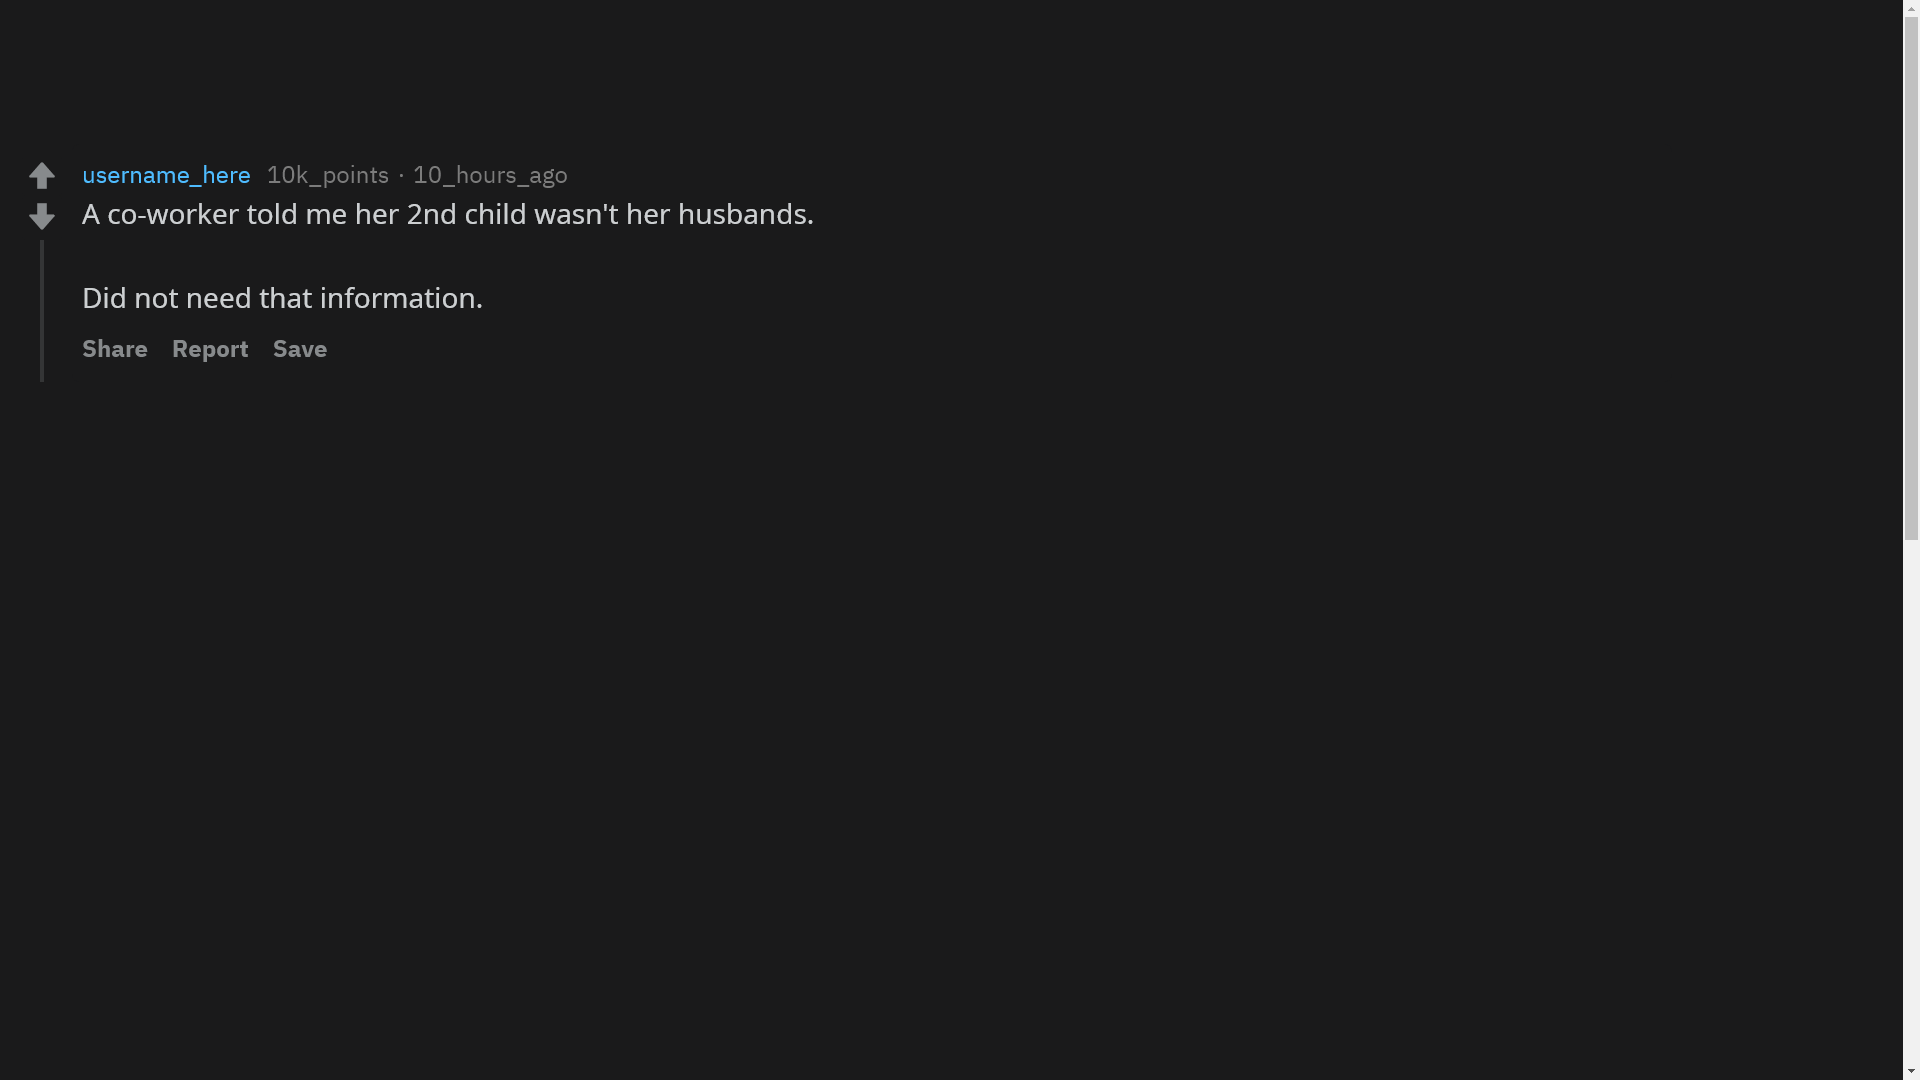 username_here 10k_points · 10_hours_ago
A co-worker told me her 2nd child wasn't her husbands.
Did not need that information.
Share Report Save